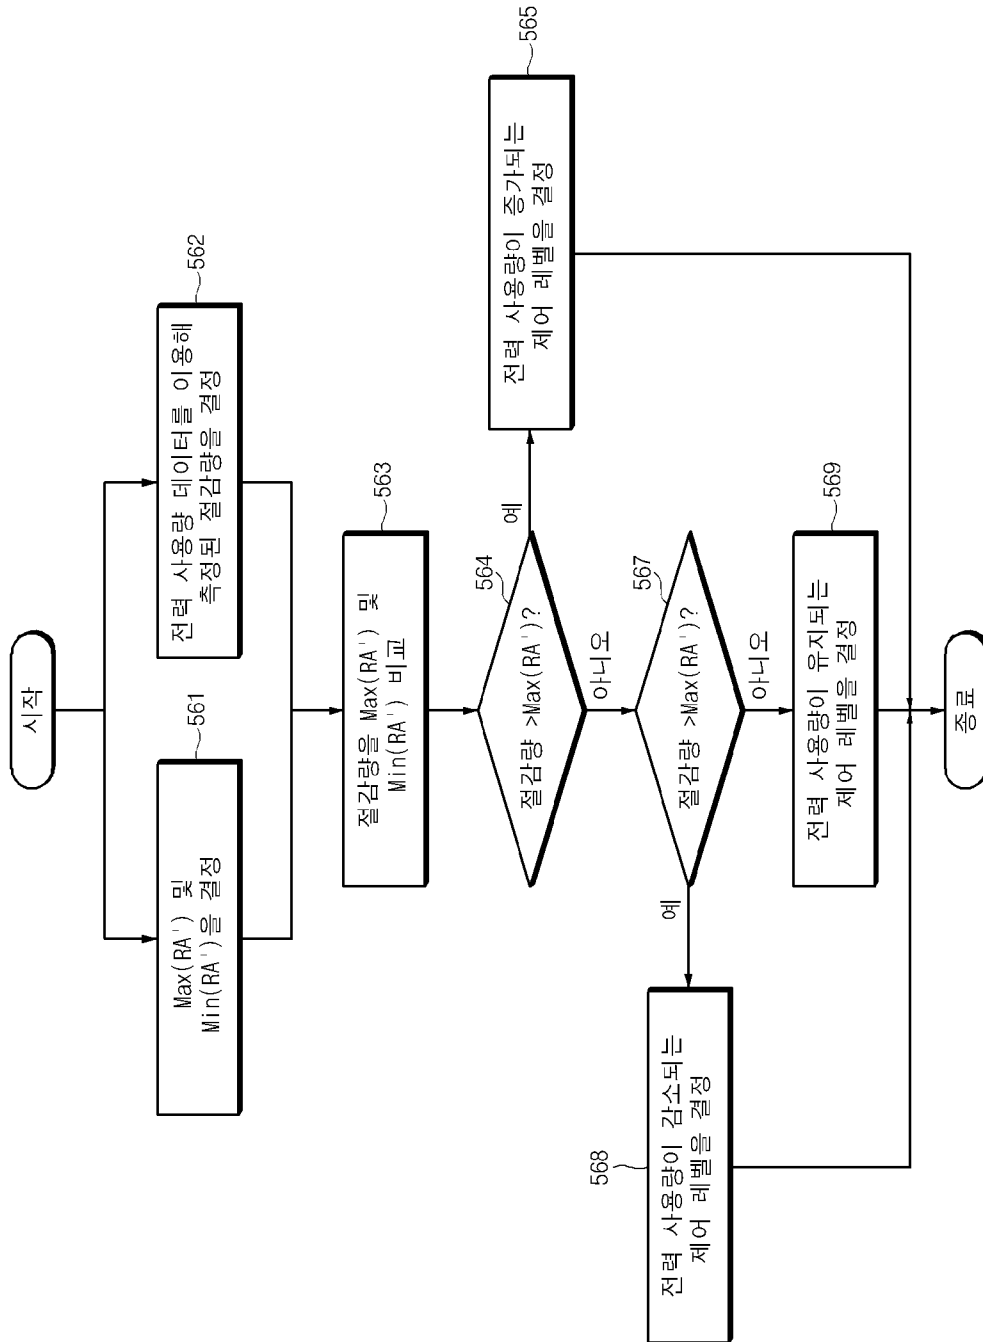 시작
Max(RA') 및
Min(RA')을 결정
561
전력 사용량 데이터를 이용해
측정된 절감량을 결정
562
절감량을 Max(RA') 및
Min(RA') 비교
563
절감량 >Max(RA')?
564
예
아니오
전력 사용량이 증가되는
제어 레벨을 결정
565
절감량 >Max(RA')?
567
예
아니오
전력 사용량이 감소되는
제어 레벨을 결정
568
전력 사용량이 유지되는
제어 레벨을 결정
569
종료